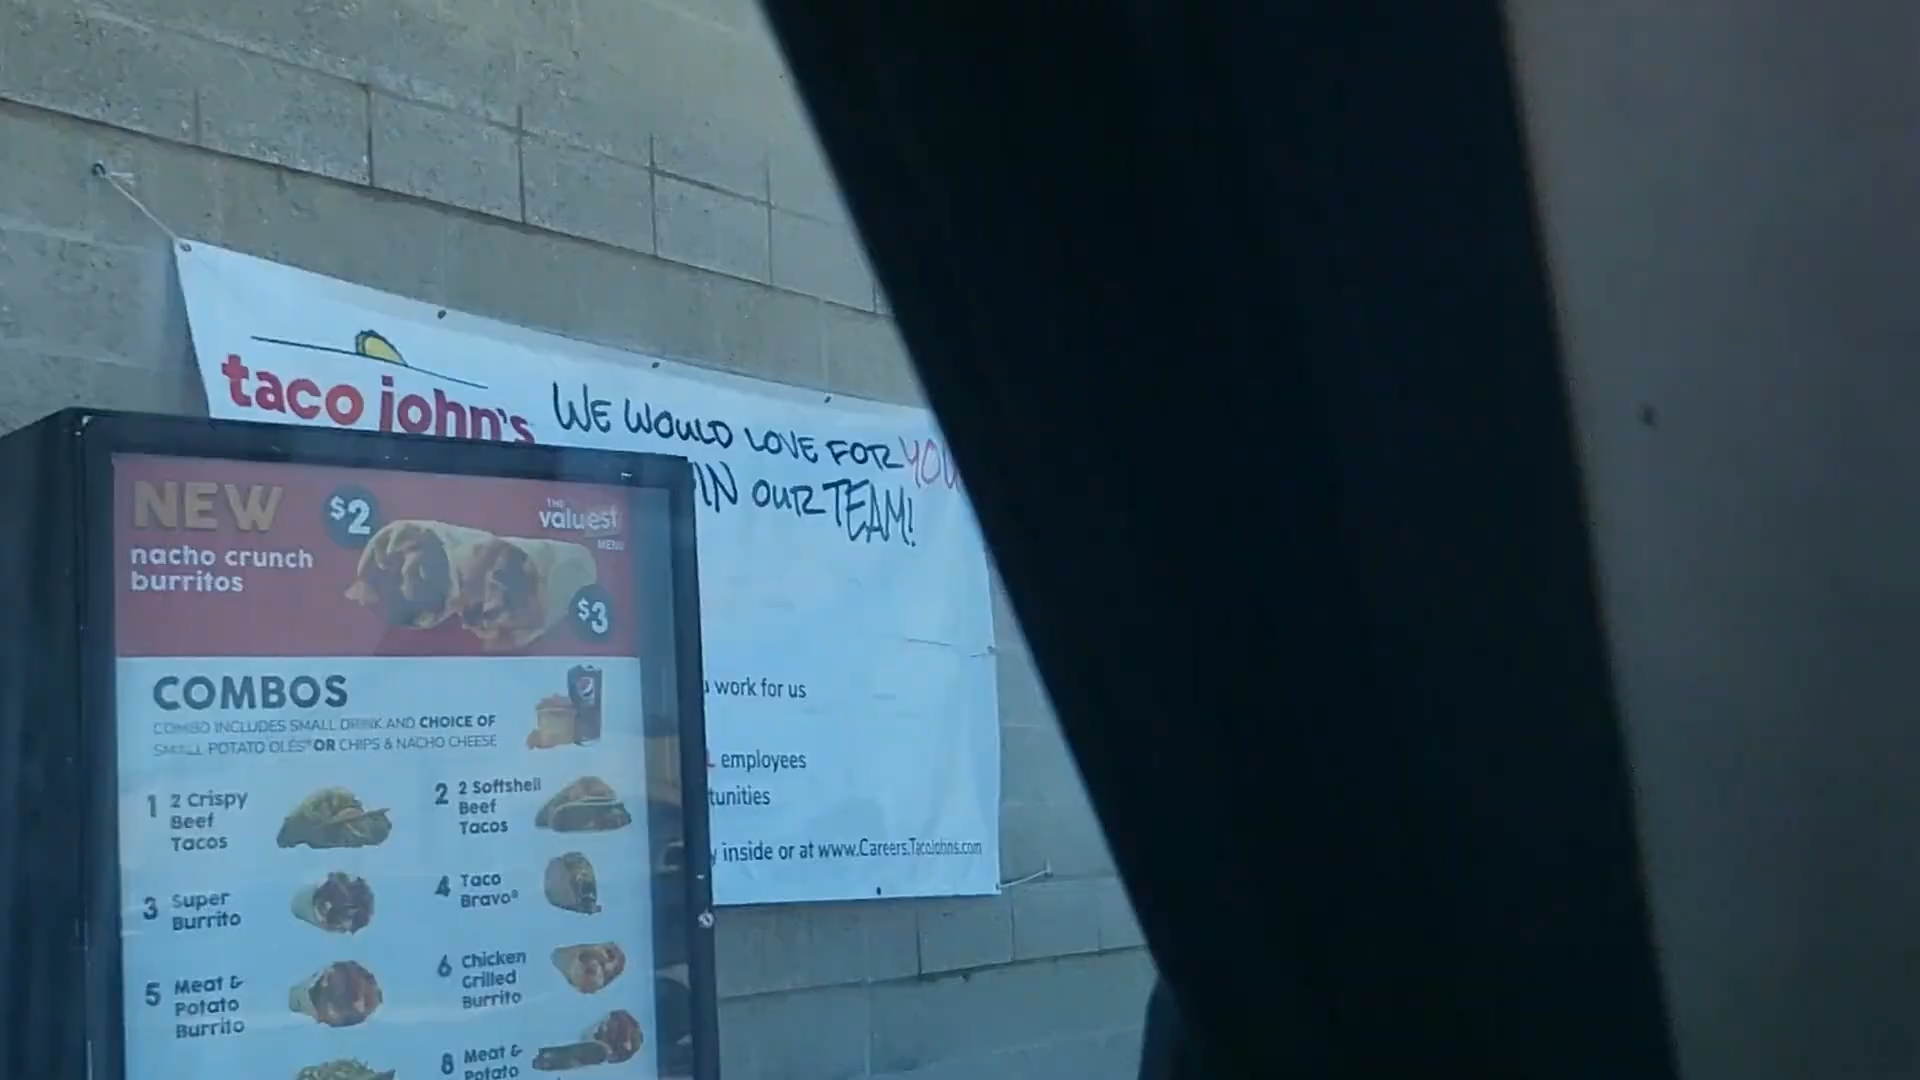 taco john's
WE WOULD LOVE FOR YOU
IN OUR TEAM!
work for us
employees
inside or at www.Careers.TacoJohns.com
NEW
nacho crunch
burritos
$2
THE
valuest
MENU
$3
COMBOS
COMBO INCLUDES SMALL DRINK AND CHOICE OF
SMALL POTATO OLÉS® OR CHIPS & NACHO CHEESE
1 2 Crispy
Beef
Tacos
2 2 Softshell
Beef
Tacos
3 Super
Burrito
4 Taco
Bravo®
5 Meat &
Potato
Burrito
6 Chicken
Grilled
Burrito
8 Meat &
Potato